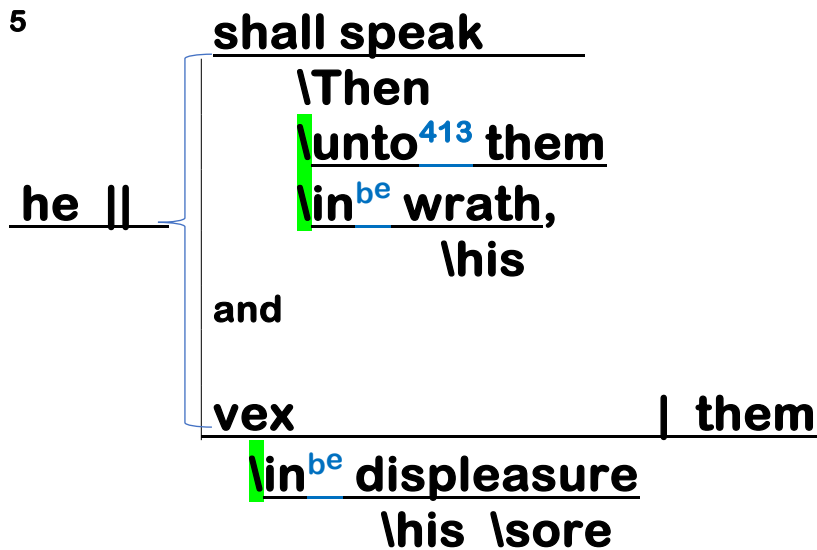 5
shall speak
\Then
\unto413 them
he ||
\inbe wrath,
\his
and
vex | them
\inbe displeasure
\his \sore